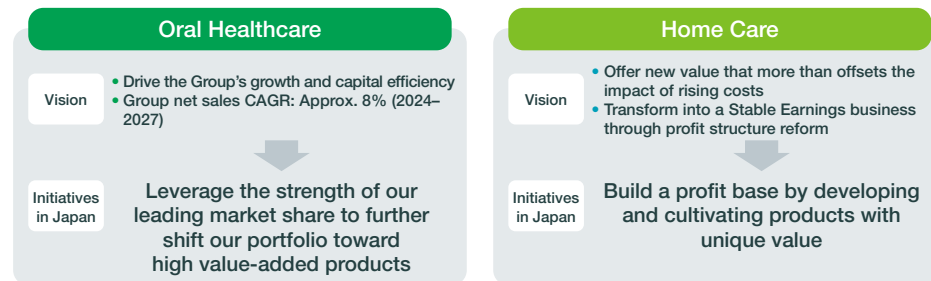 Oral Healthcare
Vision
• Drive the Group’s growth and capital efficiency
• Group net sales CAGR: Approx. 8% (2024–
2027)
Initiatives
in Japan
Leverage the strength of our
leading market share to further
shift our portfolio toward
high value-added products
Home Care
Vision
• Offer new value that more than offsets the
impact of rising costs
• Transform into a Stable Earnings business
through profit structure reform
Initiatives
in Japan
Build a profit base by developing
and cultivating products with
unique value